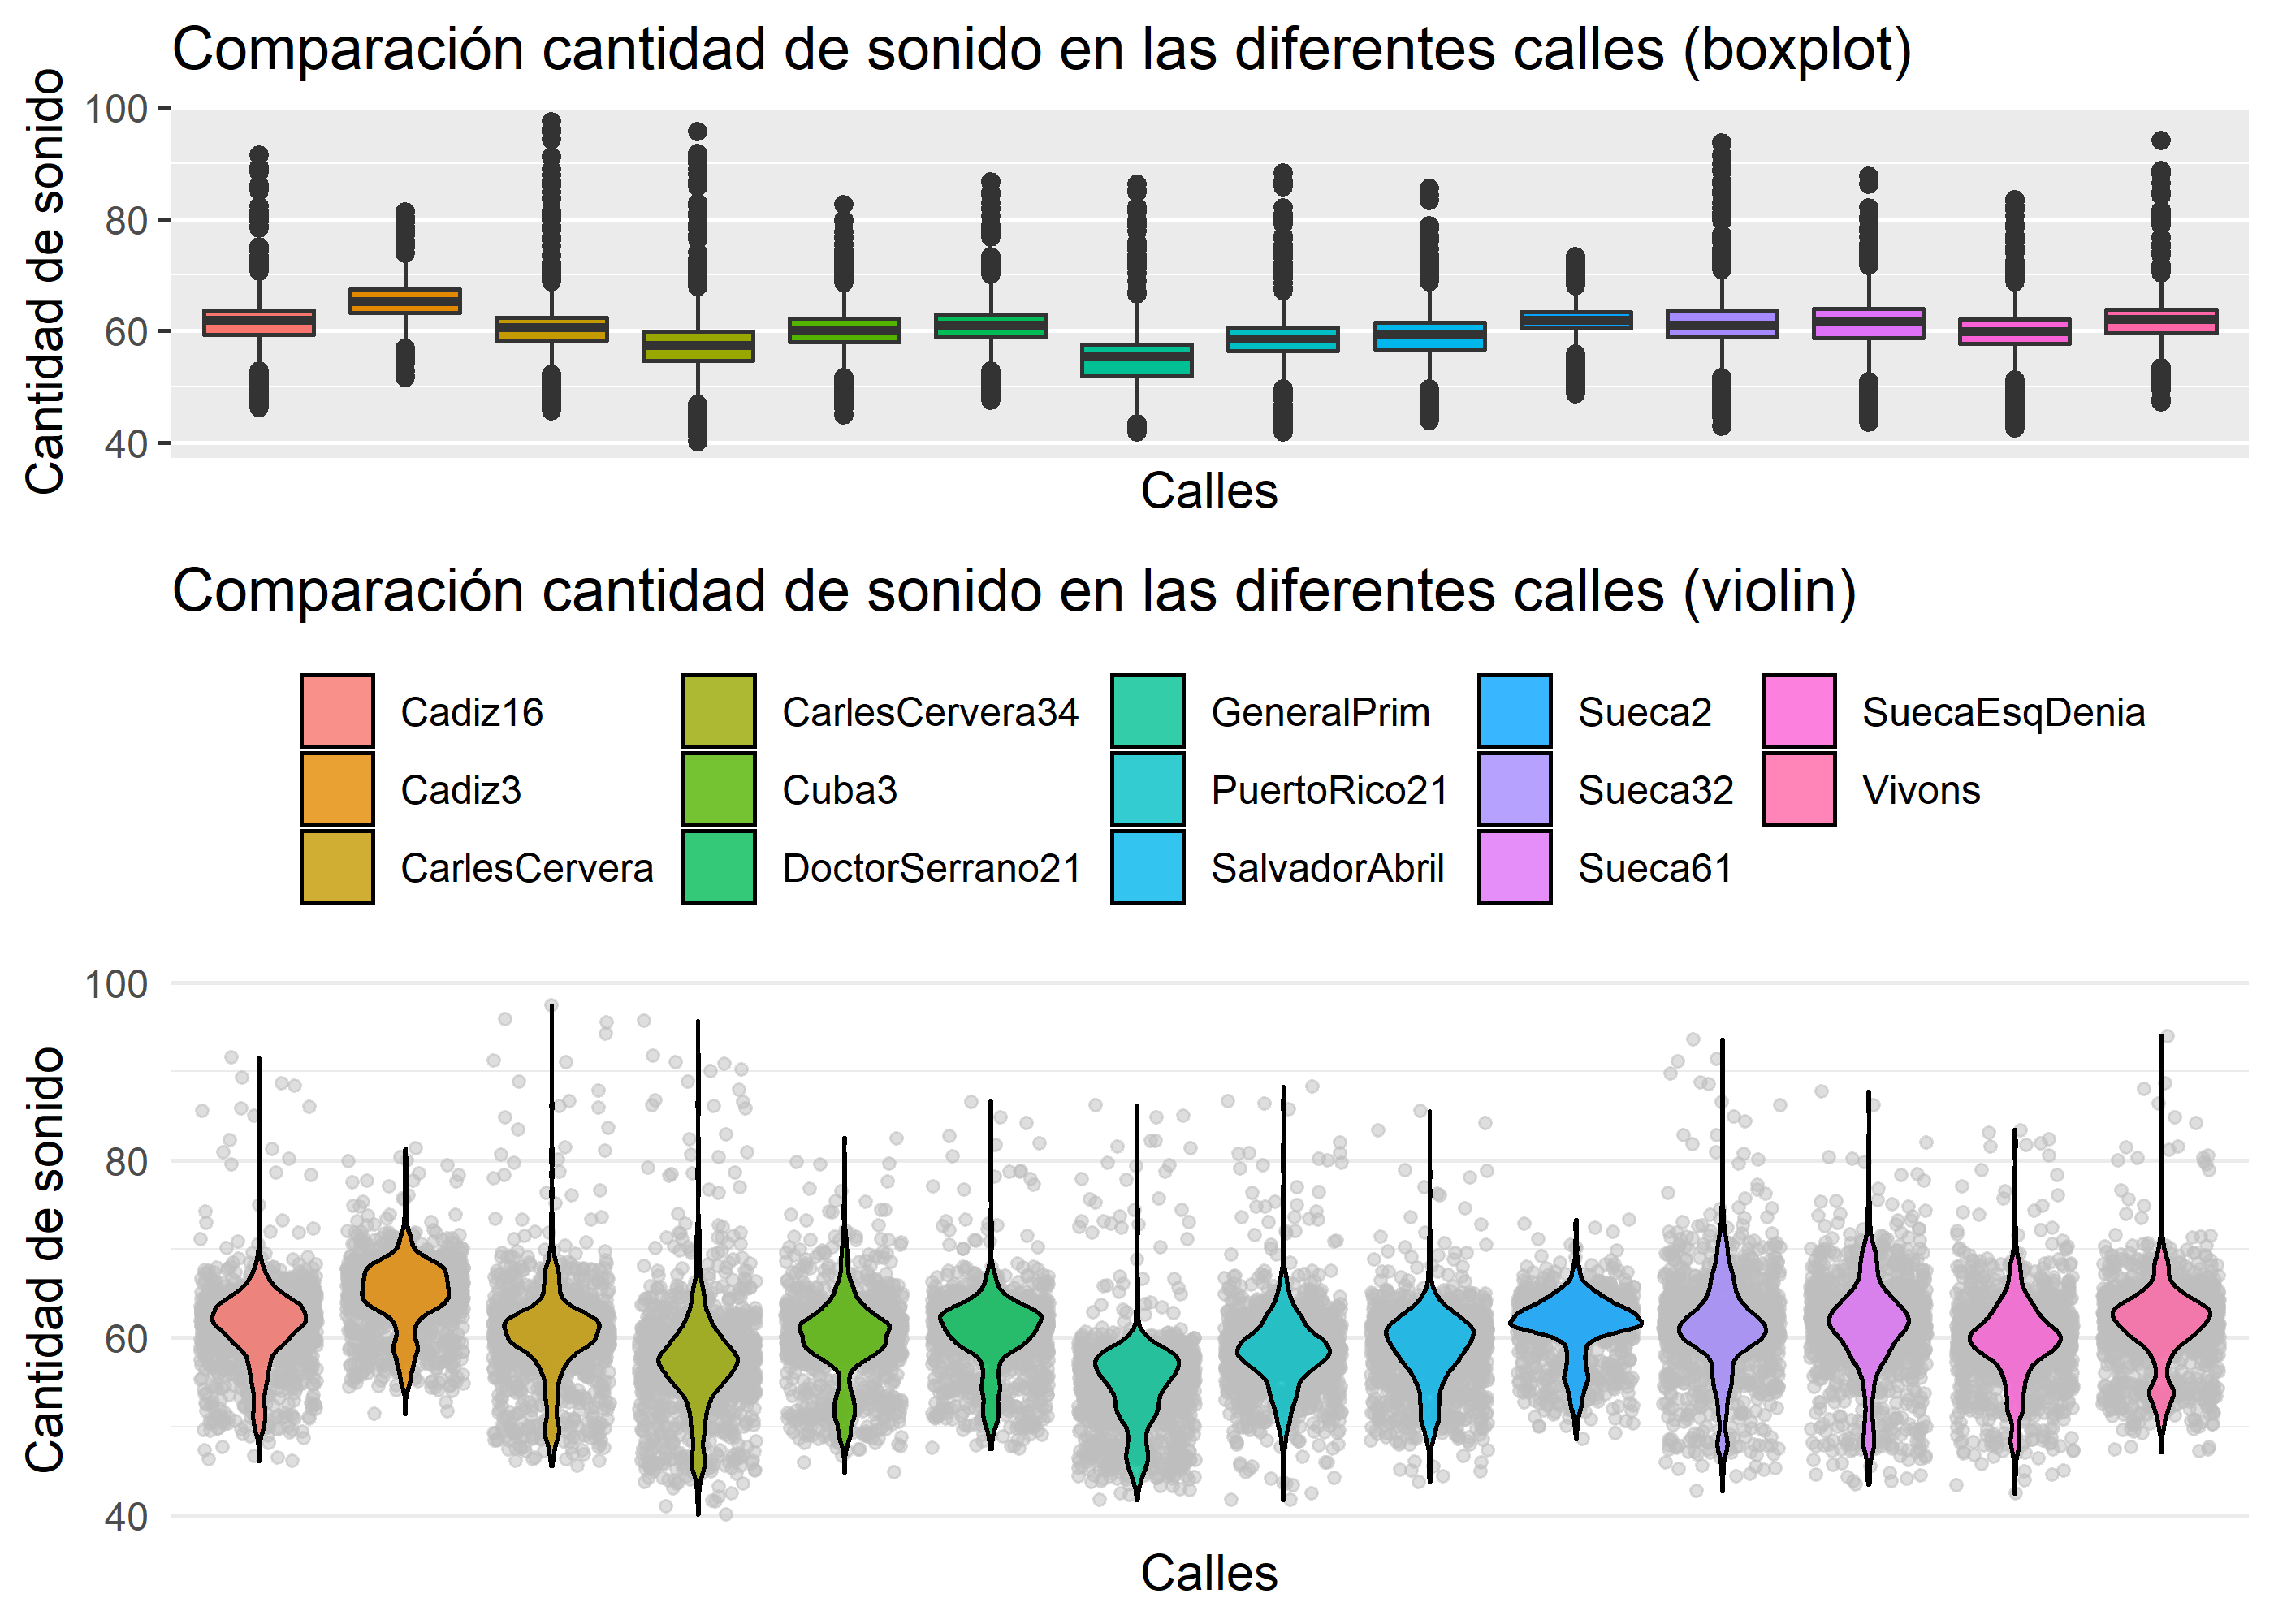 Comparación cantidad de sonido en las diferentes calles (boxplot)
Cantidad de sonido
100
80
60
40
Calles
Comparación cantidad de sonido en las diferentes calles (violin)
Cadiz16
CarlesCervera34
GeneralPrim
Sueca2
SuecaEsqDenia
Cadiz3
Cuba3
PuertoRico21
Sueca32
Vivons
CarlesCervera
DoctorSerrano21
SalvadorAbril
Sueca61
Cantidad de sonido
100
80
60
40
Calles